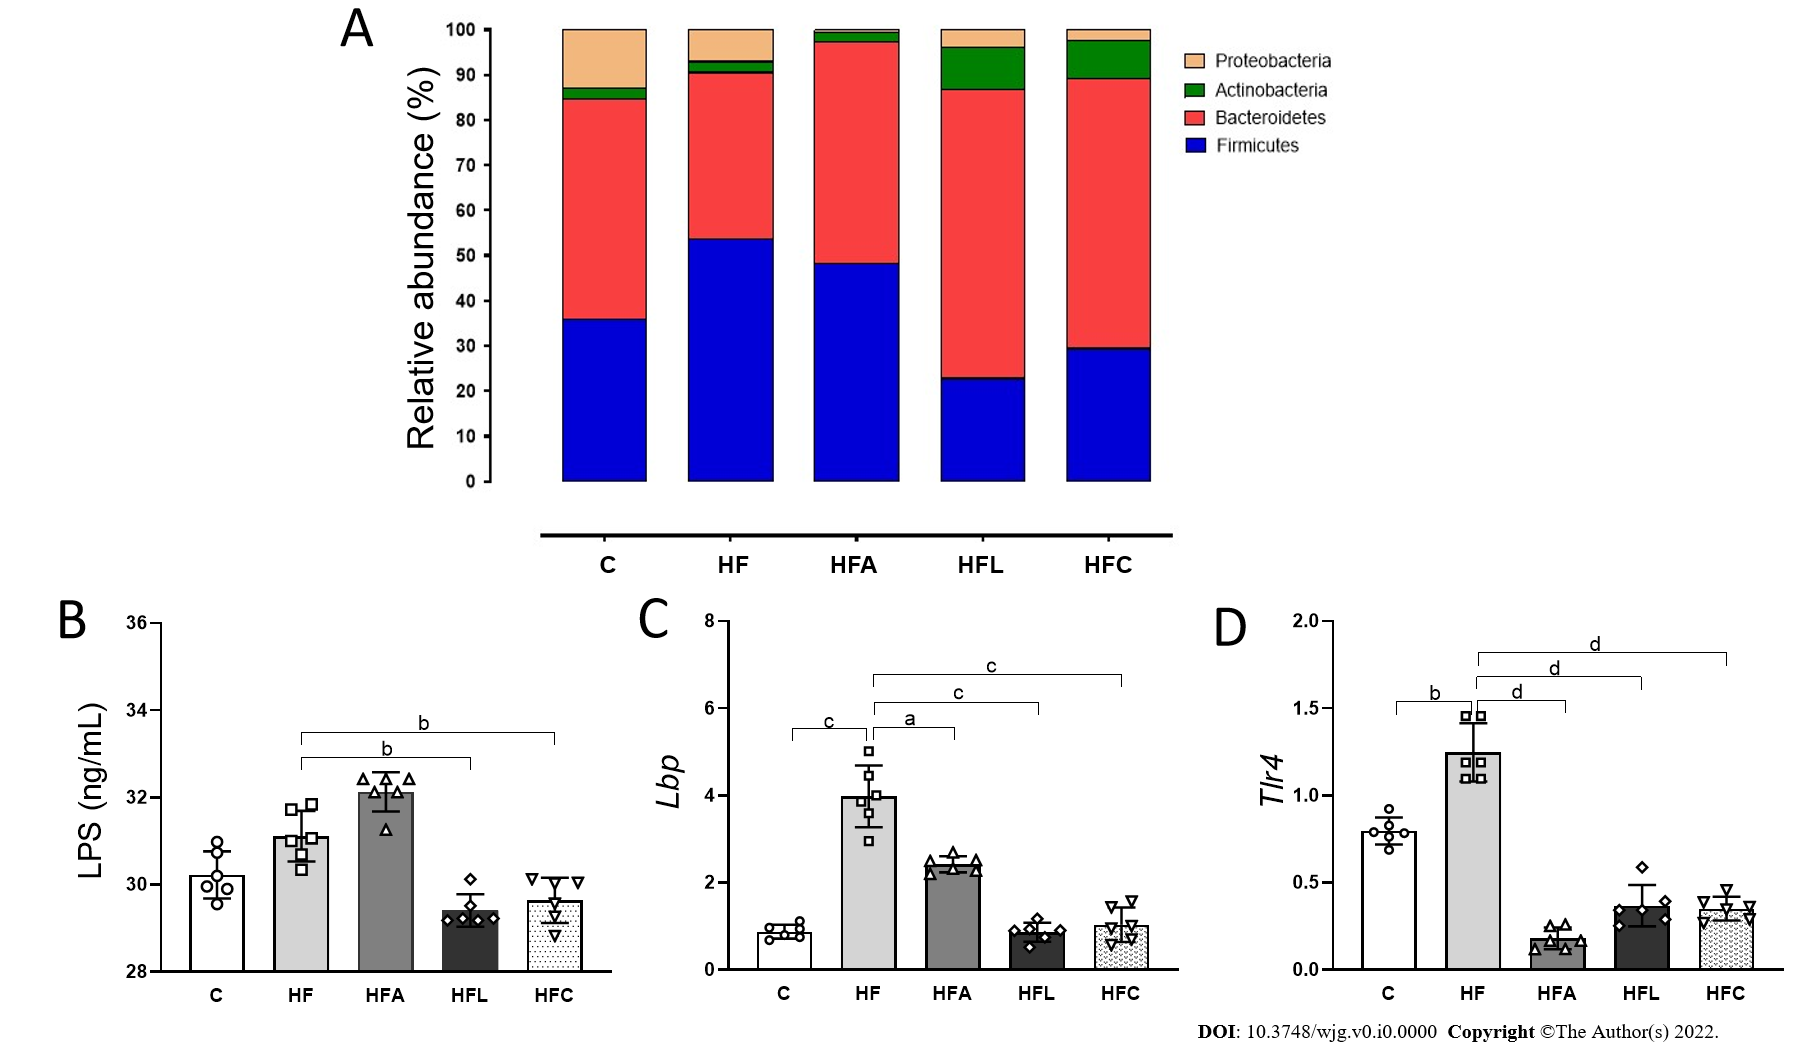 A
Relative abundance (%)
100
90
80
70
60
50
40
30
20
10
0
C HF HFA HFL HFC
Proteobacteria
Actinobacteria
Bacteroidetes
Firmicutes
B
LPS (ng/mL)
36
34
32
30
28
b
b
C HF HFA HFL HFC
C
Lbp
8
6
4
2
0
c
c
c a
C HF HFA HFL HFC
D
Tlr4
2.0
1.5
1.0
0.5
0.0
d
d
b d
C HF HFA HFL HFC
DOI: 10.3748/wjg.v0.i0.0000 Copyright ©The Author(s) 2022.